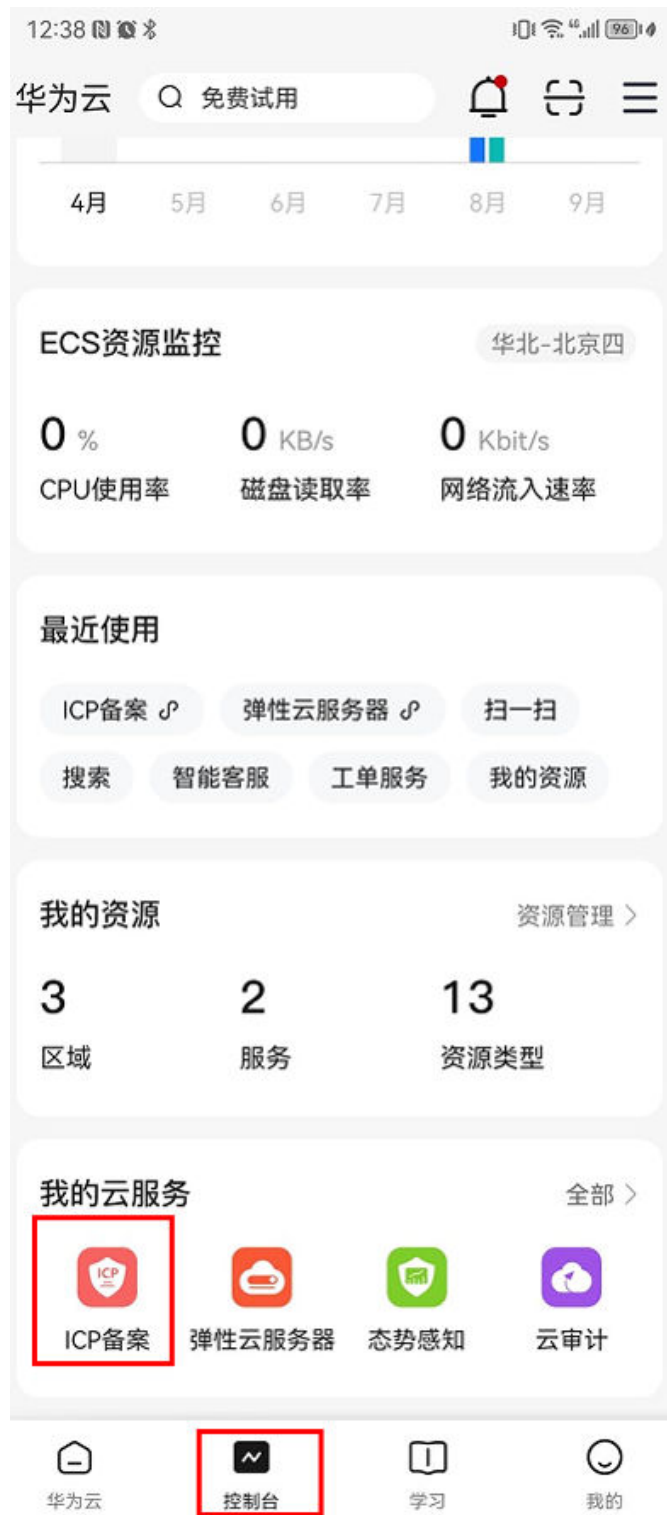 12:38 46 96
华为云 免费试用
4月 5月 6月 7月 8月 9月
ECS资源监控 华北-北京四
0 % 0 KB/s 0 Kbit/s
CPU使用率 磁盘读取率 网络流入速率
最近使用
ICP备案 弹性云服务器 扫一扫
搜索 智能客服 工单服务 我的资源
我的资源 资源管理 >
3 2 13
区域 服务 资源类型
我的云服务 全部 >
ICP
ICP备案 弹性云服务器 态势感知 云审计
华为云 控制台 学习 我的